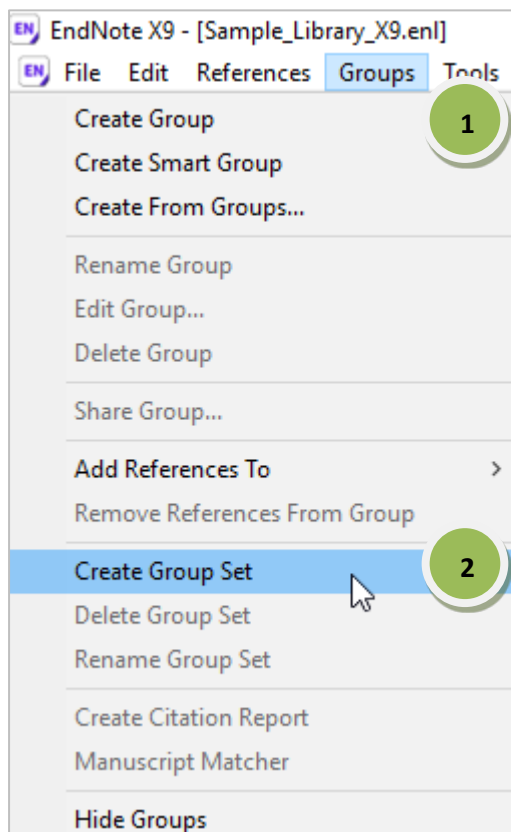 EN EndNote X9 - [Sample_Library_X9.enl]
EN File Edit References Groups Tools
Create Group
1
Create Smart Group
Create From Groups...
Rename Group
Edit Group...
Delete Group
Share Group...
Add References To >
Remove References From Group
Create Group Set
2
Delete Group Set
Rename Group Set
Create Citation Report
Manuscript Matcher
Hide Groups